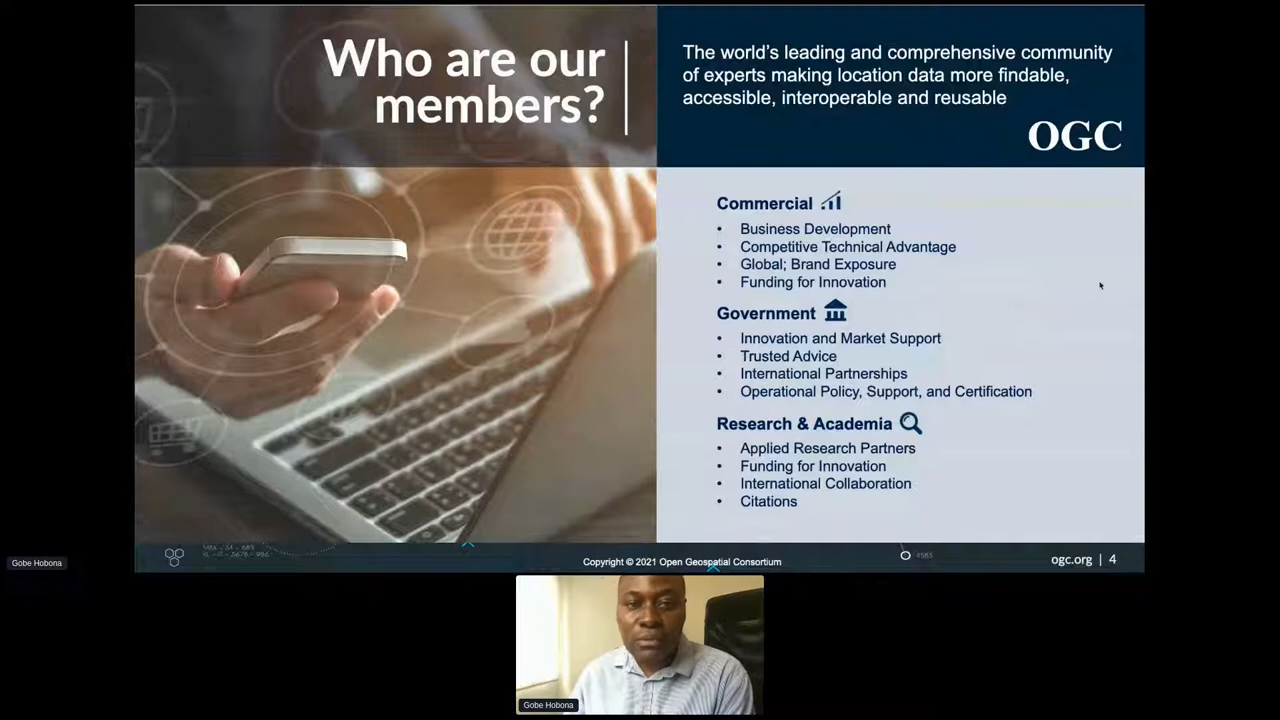 Who are our
members?
The world's leading and comprehensive community
of experts making location data more findable,
accessible, interoperable and reusable
OGC
Commercial
• Business Development
• Competitive Technical Advantage
• Global; Brand Exposure
• Funding for Innovation
Government
• Innovation and Market Support
• Trusted Advice
• International Partnerships
• Operational Policy, Support, and Certification
Research & Academia
• Applied Research Partners
• Funding for Innovation
• International Collaboration
• Citations
Copyright © 2021 Open Geospatial Consortium
4585
ogc.org | 4
Gobe Hobona
Gobe Hobona